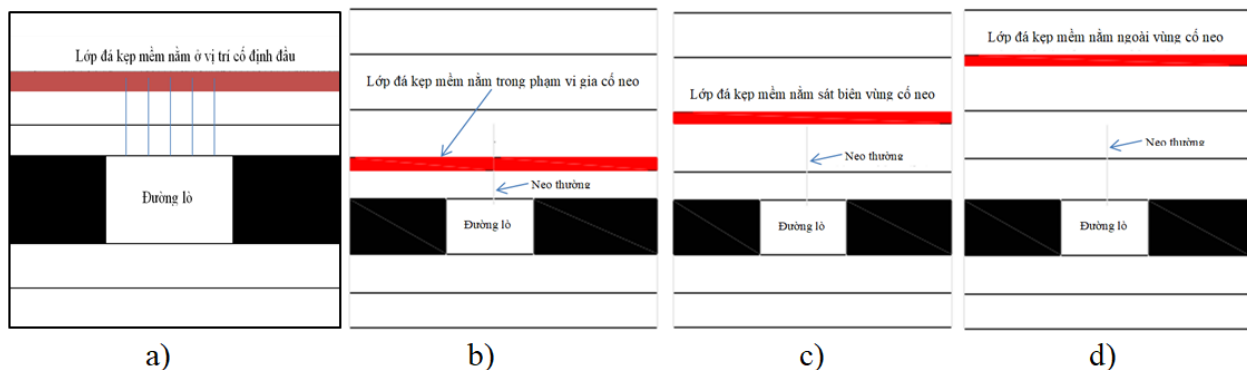 Lớp đá kẹp mềm nằm ở vị trí cố định đầu
Đường lò
a)
Lớp đá kẹp mềm nằm trong phạm vi gia cố neo
Neo thường
Đường lò
b)
Lớp đá kẹp mềm nằm sát biên vùng cố neo
Neo thường
Đường lò
c)
Lớp đá kẹp mềm nằm ngoài vùng cố neo
Neo thường
Đường lò
d)